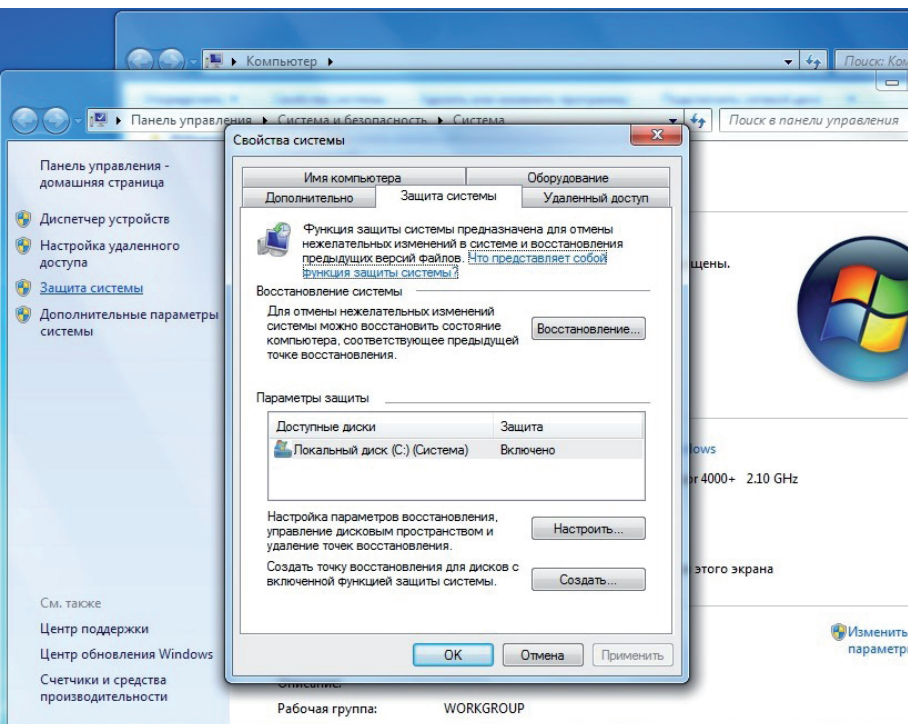 Компьютер
Поиск:
Панель управления
Система и безопасность
Система
Поиск в панели управления
Панель управления -
домашняя страница
Диспетчер устройств
Настройка удаленного
доступа
Защита системы
Дополнительные параметры
системы
См. также
Центр поддержки
Центр обновления Windows
Счетчики и средства
производительности
Свойства системы
Имя компьютера
Оборудование
Дополнительно
Защита системы
Удаленный доступ
Функция защиты системы предназначена для отмены
нежелательных изменений в системе и восстановления
предыдущих версий файлов. Что представляет собой
функция защиты системы?
Восстановление системы
Для отмены нежелательных изменений
системы можно восстановить состояние
компьютера, соответствующее предыдущей
точке восстановления.
Восстановление...
Параметры защиты
Доступные диски
Защита
Локальный диск (C:) (Система)
Включено
Настройка параметров восстановления,
управление дисковым пространством и
удаление точек восстановления.
Настроить...
Создать точку восстановления для дисков с
включенной функцией защиты системы.
Создать...
OK
Отмена
Применить
щены.
ows
or 4000+ 2.10 GHz
этого экрана
Изменить
параметр
Описание:
Рабочая группа:
WORKGROUP